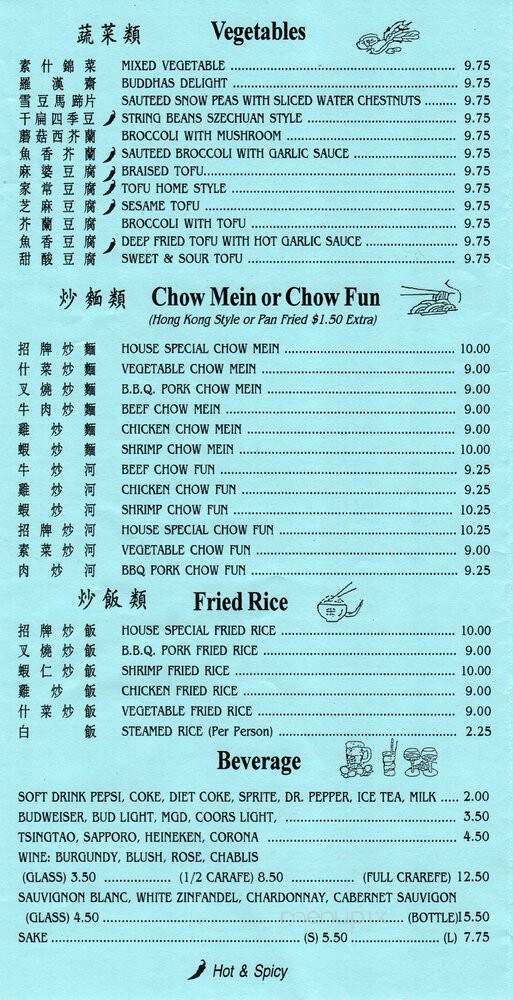 蔬菜類 Vegetables
素什錦菜 MIXED VEGETABLE 9.75
羅漢齋 BUDDHAS DELIGHT 9.75
雪豆馬蹄片 SAUTEED SNOW PEAS WITH SLICED WATER CHESTNUTS 9.75
干扁四季豆 STRING BEANS SZECHUAN STYLE 9.75
蘑菇西芥蘭 BROCCOLI WITH MUSHROOM 9.75
魚香芥蘭 SAUTEED BROCCOLI WITH GARLIC SAUCE 9.75
麻婆豆腐 BRAISED TOFU 9.75
家常豆腐 TOFU HOME STYLE 9.75
芝麻豆腐 SESAME TOFU 9.75
芥蘭豆腐 BROCCOLI WITH TOFU 9.75
魚香豆腐 DEEP FRIED TOFU WITH HOT GARLIC SAUCE 9.75
甜酸豆腐 SWEET & SOUR TOFU 9.75
炒麵類 Chow Mein or Chow Fun
(Hong Kong Style or Pan Fried $1.50 Extra)
招牌炒麵 HOUSE SPECIAL CHOW MEIN 10.00
什菜炒麵 VEGETABLE CHOW MEIN 9.00
叉燒炒麵 B.B.Q. PORK CHOW MEIN 9.00
牛肉炒麵 BEEF CHOW MEIN 9.00
雞炒麵 CHICKEN CHOW MEIN 9.00
蝦炒麵 SHRIMP CHOW MEIN 10.00
牛炒河 BEEF CHOW FUN 9.25
雞炒河 CHICKEN CHOW FUN 9.25
蝦炒河 SHRIMP CHOW FUN 10.25
招牌炒河 HOUSE SPECIAL CHOW FUN 10.25
素菜炒河 VEGETABLE CHOW FUN 9.00
肉炒河 BBQ PORK CHOW FUN 9.25
炒飯類 Fried Rice
招牌炒飯 HOUSE SPECIAL FRIED RICE 10.00
叉燒炒飯 B.B.Q. PORK FRIED RICE 9.00
蝦仁炒飯 SHRIMP FRIED RICE 10.00
雞炒飯 CHICKEN FRIED RICE 9.00
什菜炒飯 VEGETABLE FRIED RICE 9.00
白飯 STEAMED RICE (Per Person) 2.25
Beverage
SOFT DRINK PEPSI, COKE, DIET COKE, SPRITE, DR. PEPPER, ICE TEA, MILK ..... 2.00
BUDWEISER, BUD LIGHT, MGD, COORS LIGHT, 3.50
TSINGTAO, SAPPORO, HEINEKEN, CORONA 4.50
WINE: BURGUNDY, BLUSH, ROSE, CHABLIS
(GLASS) 3.50 (1/2 CARAFE) 8.50 (FULL CRAREFE) 12.50
SAUVIGNON BLANC, WHITE ZINFANDEL, CHARDONNAY, CABERNET SAUVIGON
(GLASS) 4.50 (BOTTLE)15.50
SAKE (S) 5.50 (L) 7.75
Hot & Spicy